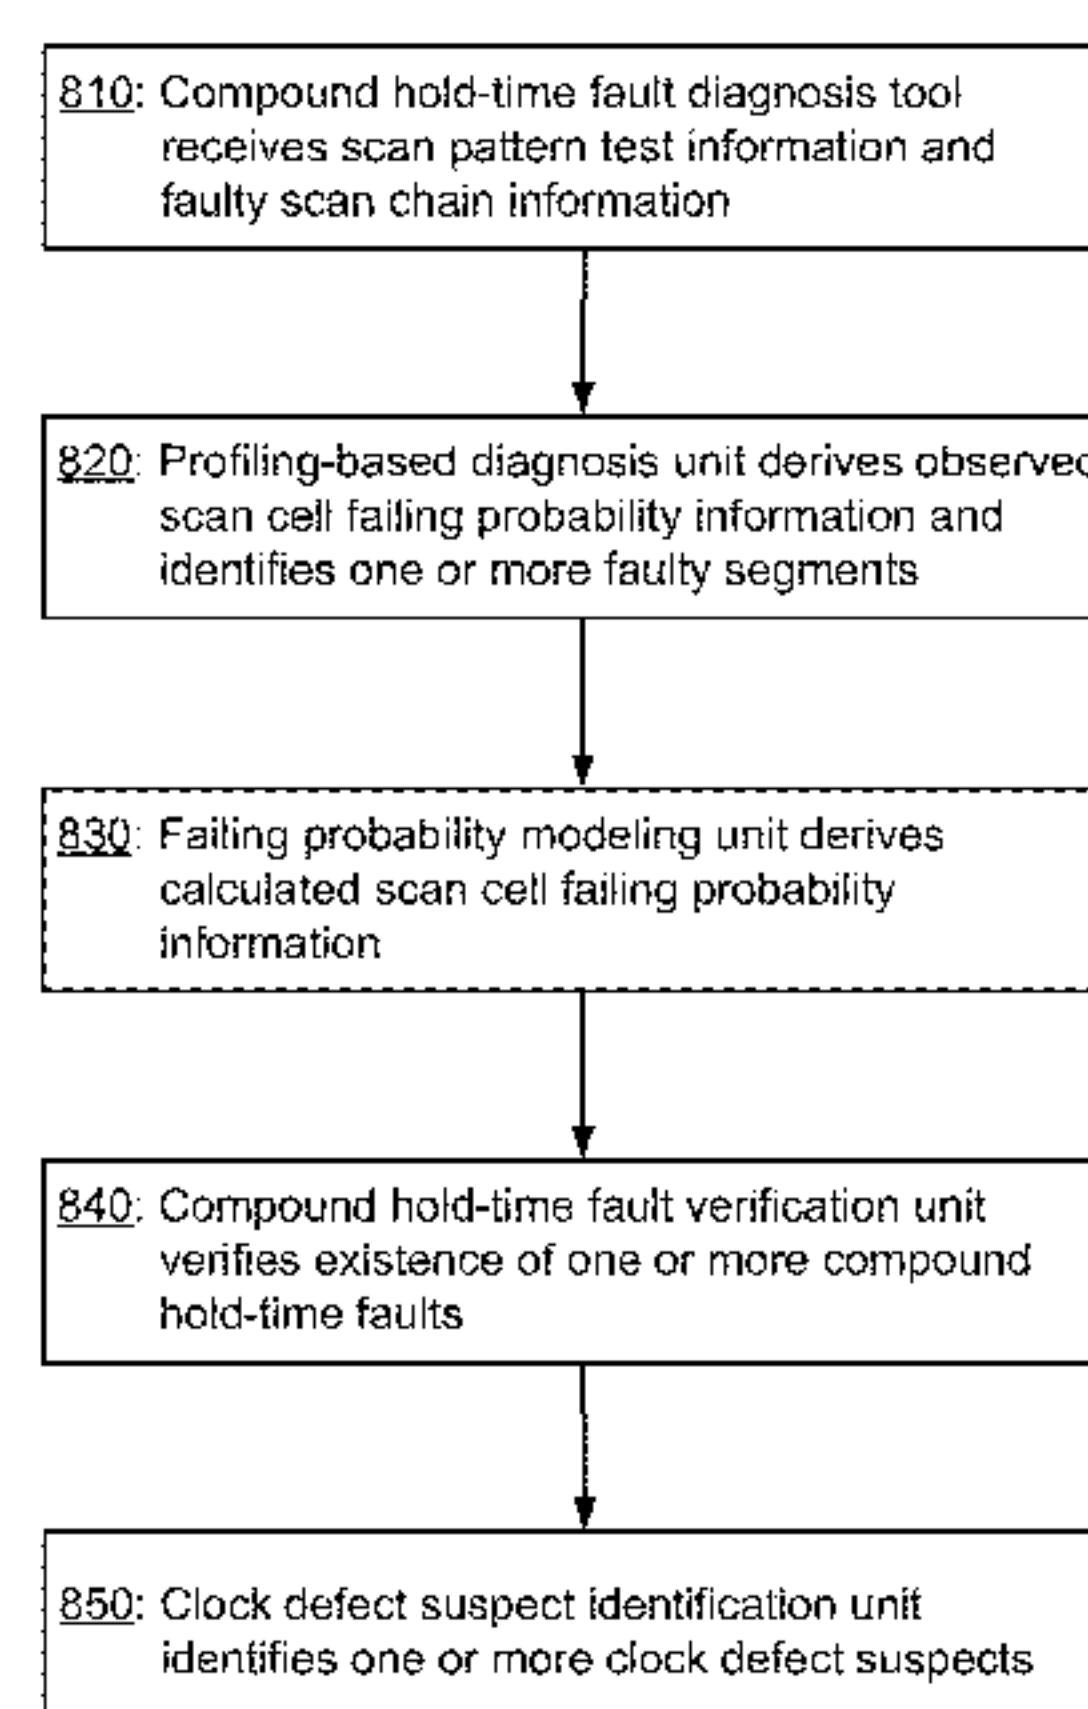 810: Compound hold-time fault diagnosis tool
receives scan pattern test information and
faulty scan chain information
820: Profiling-based diagnosis unit derives observed
scan cell failing probability information and
identifies one or more faulty segments
830: Failing probability modeling unit derives
calculated scan cell failing probability
information
840: Compound hold-time fault verification unit
verifies existence of one or more compound
hold-time faults
850: Clock defect suspect identification unit
identifies one or more clock defect suspects